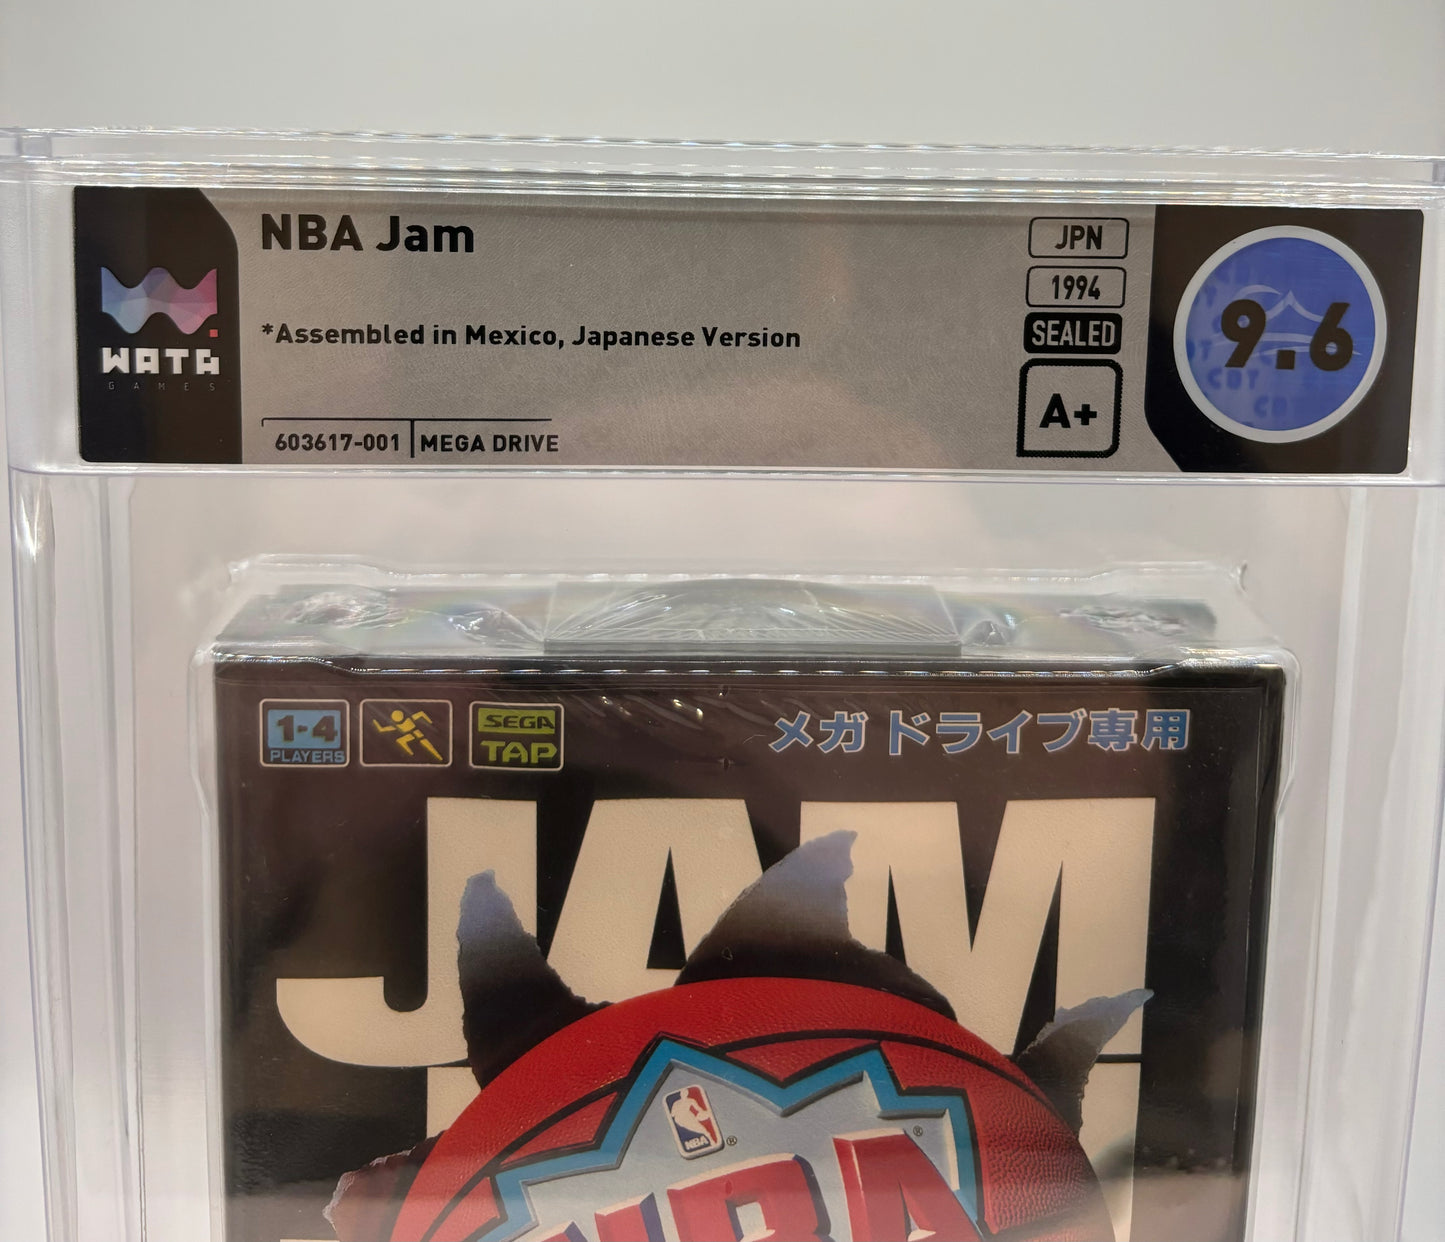 NBA Jam
*Assembled in Mexico, Japanese Version
603617-001 MEGA DRIVE
WATA
GAMES
JPN
1994
SEALED
A+
9.6
1-4
PLAYERS
SEGA
TAP
メガドライブ専用
JAM
NBA
®
®
NBA